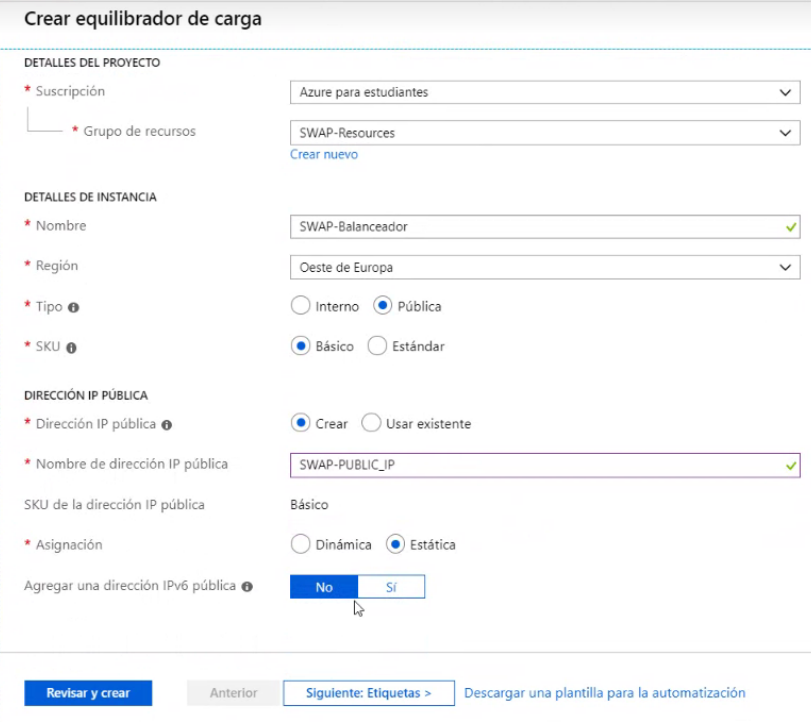 Crear equilibrador de carga
DETALLES DEL PROYECTO
* Suscripción
Azure para estudiantes
* Grupo de recursos
SWAP-Resources
Crear nuevo
DETALLES DE INSTANCIA
* Nombre
SWAP-Balanceador
* Región
Oeste de Europa
* Tipo
Interno Pública
* SKU
Básico Estándar
DIRECCIÓN IP PÚBLICA
* Dirección IP pública
Crear Usar existente
* Nombre de dirección IP pública
SWAP-PUBLIC_IP
SKU de la dirección IP pública
Básico
* Asignación
Dinámica Estática
Agregar una dirección IPv6 pública
No Sí
Revisar y crear Anterior Siguiente: Etiquetas > Descargar una plantilla para la automatización